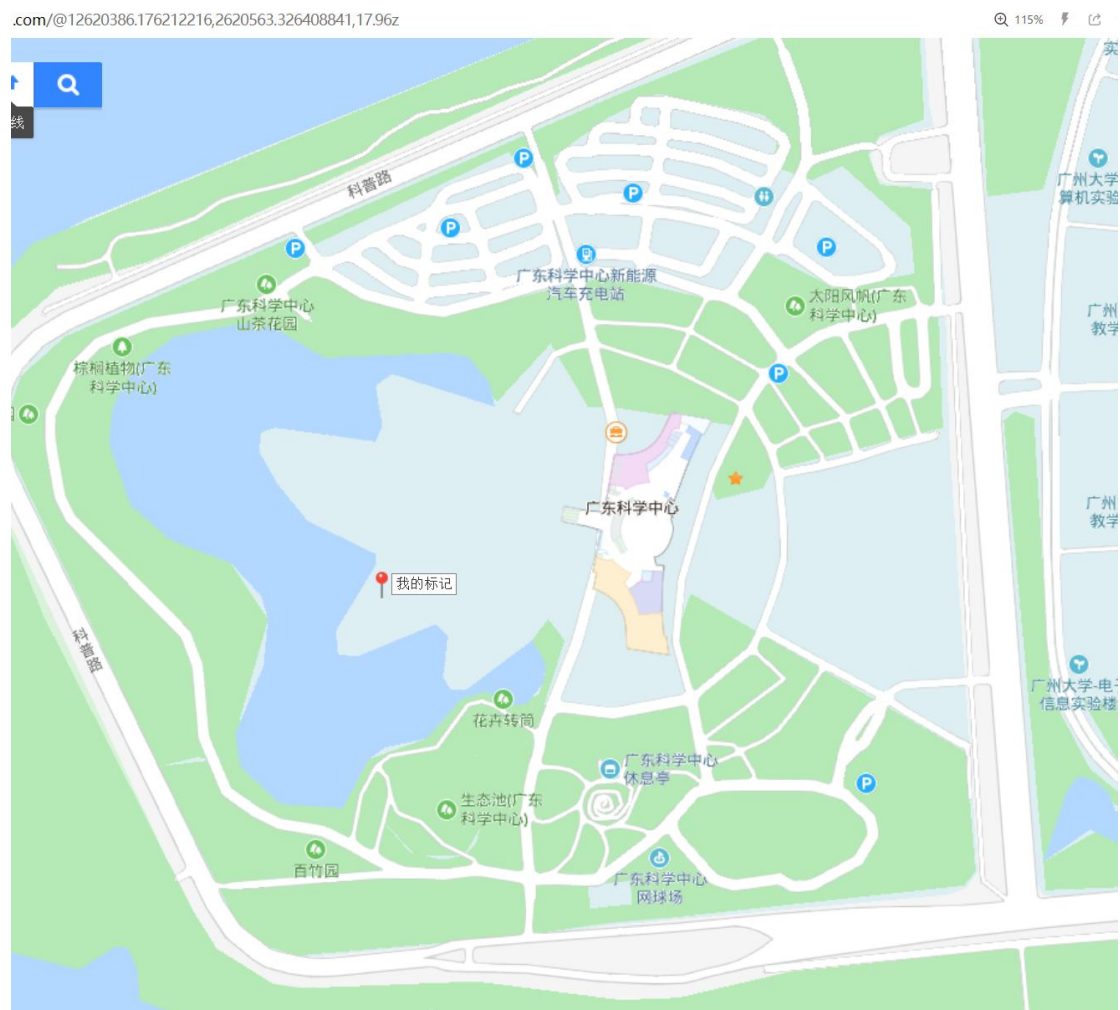 .com/@12620386.176212216,2620563.326408841,17.96z
115%
线
科普路
P
P
P
P
P
广东科学中心新能源
汽车充电站
广东科学中心
山茶花园
太阳风帆(广东
科学中心)
棕榈植物(广东
科学中心)
P
广州大学
算机实验
广州
教学
广东科学中心
广州
教学
我的标记
科普路
广州大学-电子
信息实验楼
花卉转筒
广东科学中心
休息亭
P
生态池(广东
科学中心)
百竹园
广东科学中心
网球场